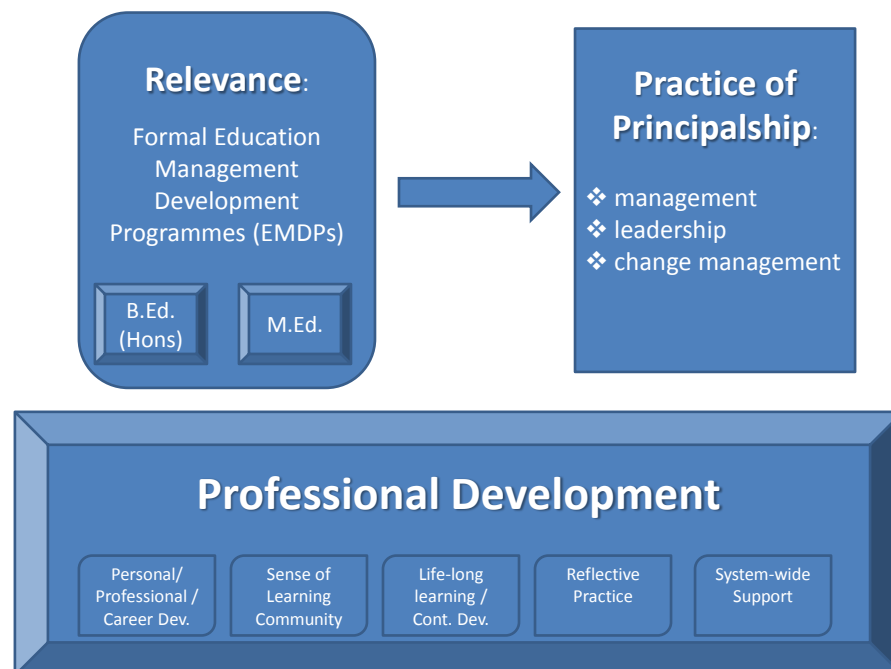 Relevance:
Formal Education
Management
Development
Programmes (EMDPs)
B.Ed.
(Hons)
M.Ed.
Practice of
Principalship:
❖ management
❖ leadership
❖ change management
Professional Development
Personal/
Professional /
Career Dev.
Sense of
Learning
Community
Life-long
learning /
Cont. Dev.
Reflective
Practice
System-wide
Support